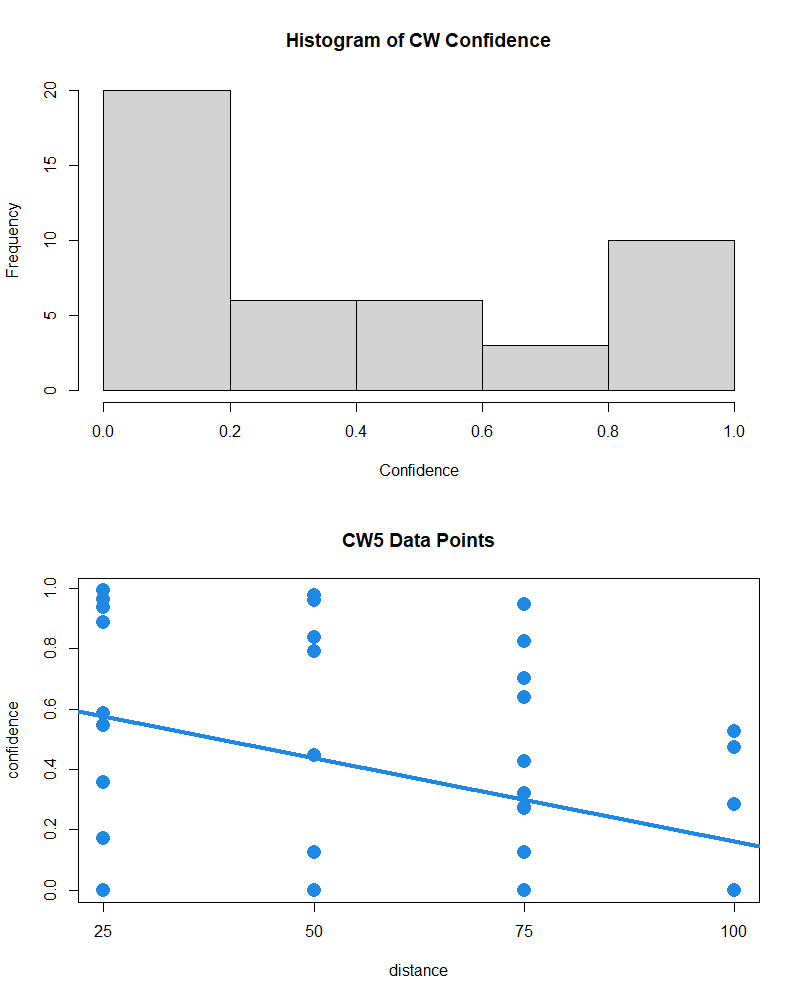 Histogram of CW Confidence
20
15
10
5
0
Frequency
0.0 0.2 0.4 0.6 0.8 1.0
Confidence
CW5 Data Points
1.0
0.8
0.6
0.4
0.2
0.0
confidence
25 50 75 100
distance